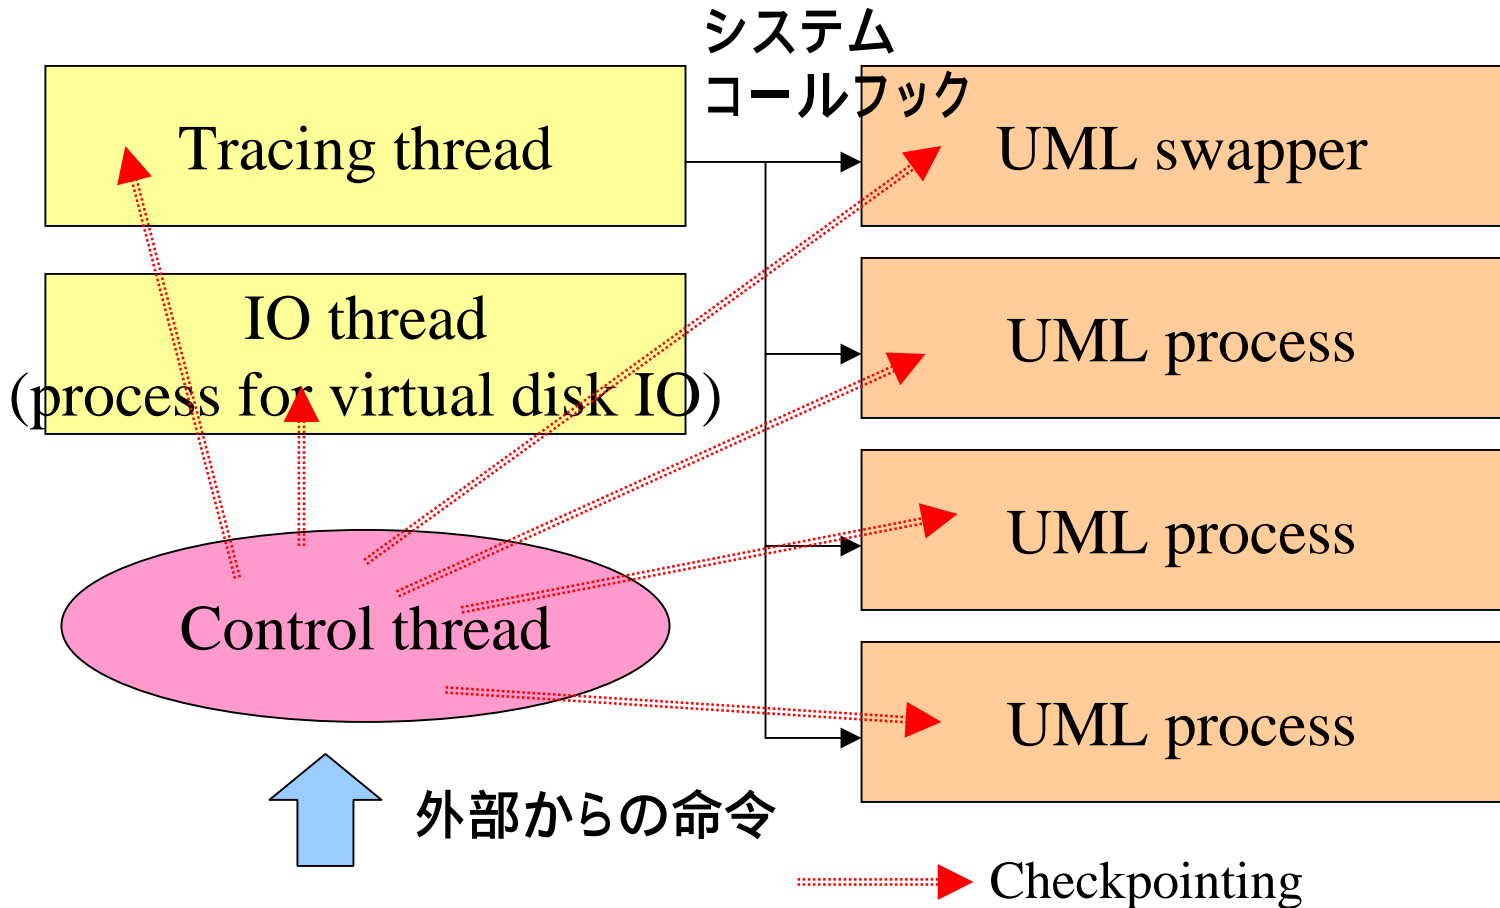 システム
コールフック
Tracing thread
UML swapper
IO thread
(process for virtual disk IO)
UML process
UML process
Control thread
UML process
外部からの命令
Checkpointing